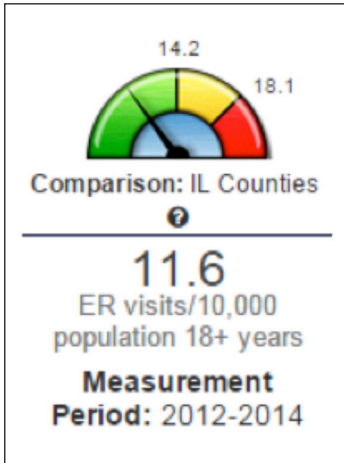 14.2
18.1
Comparison: IL Counties
?
11.6
ER visits/10,000
population 18+ years
Measurement
Period: 2012-2014